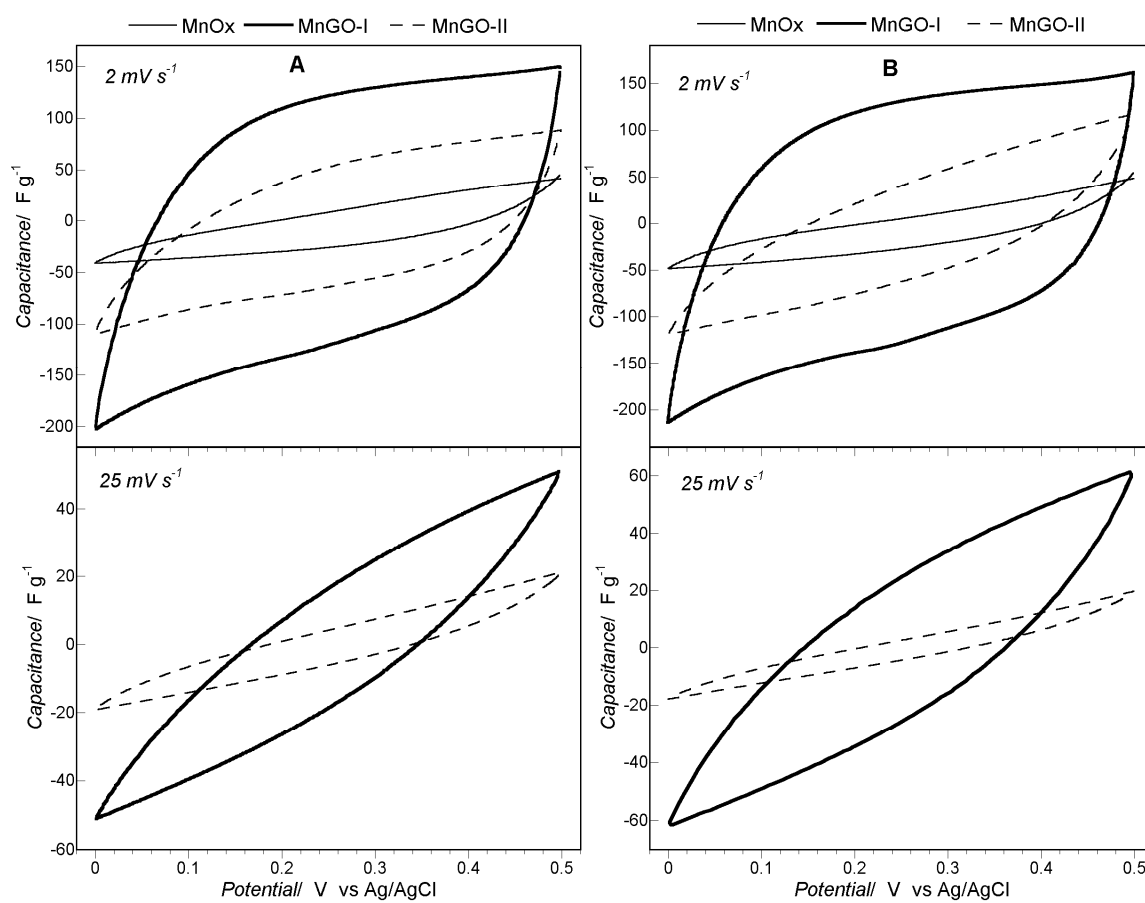 MnOx MnGO-I MnGO-II
A
2 mV s-1
150
100
50
0
-50
-100
-150
-200
Capacitance/ F g-1
25 mV s-1
40
20
0
-20
-40
-60
Capacitance/ F g-1
0 0.1 0.2 0.3 0.4 0.5
Potential/ V vs Ag/AgCl
MnOx MnGO-I MnGO-II
B
2 mV s-1
150
100
50
0
-50
-100
-150
-200
Capacitance/ F g-1
25 mV s-1
60
40
20
0
-20
-40
-60
Capacitance/ F g-1
0 0.1 0.2 0.3 0.4 0.5
Potential/ V vs Ag/AgCl